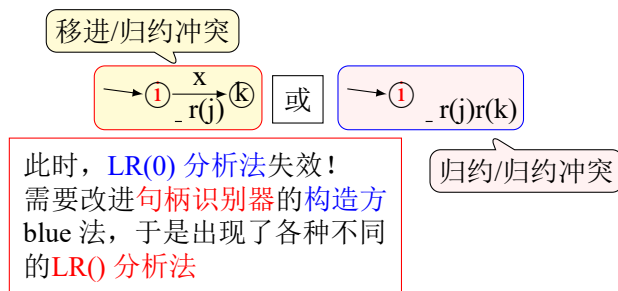 移进/归约冲突
i x k
_ r(j)
或
i _ r(j)r(k)
归约/归约冲突
此时，LR(0) 分析法失效！
需要改进句柄识别器的构造方
blue 法，于是出现了各种不同
的LR() 分析法